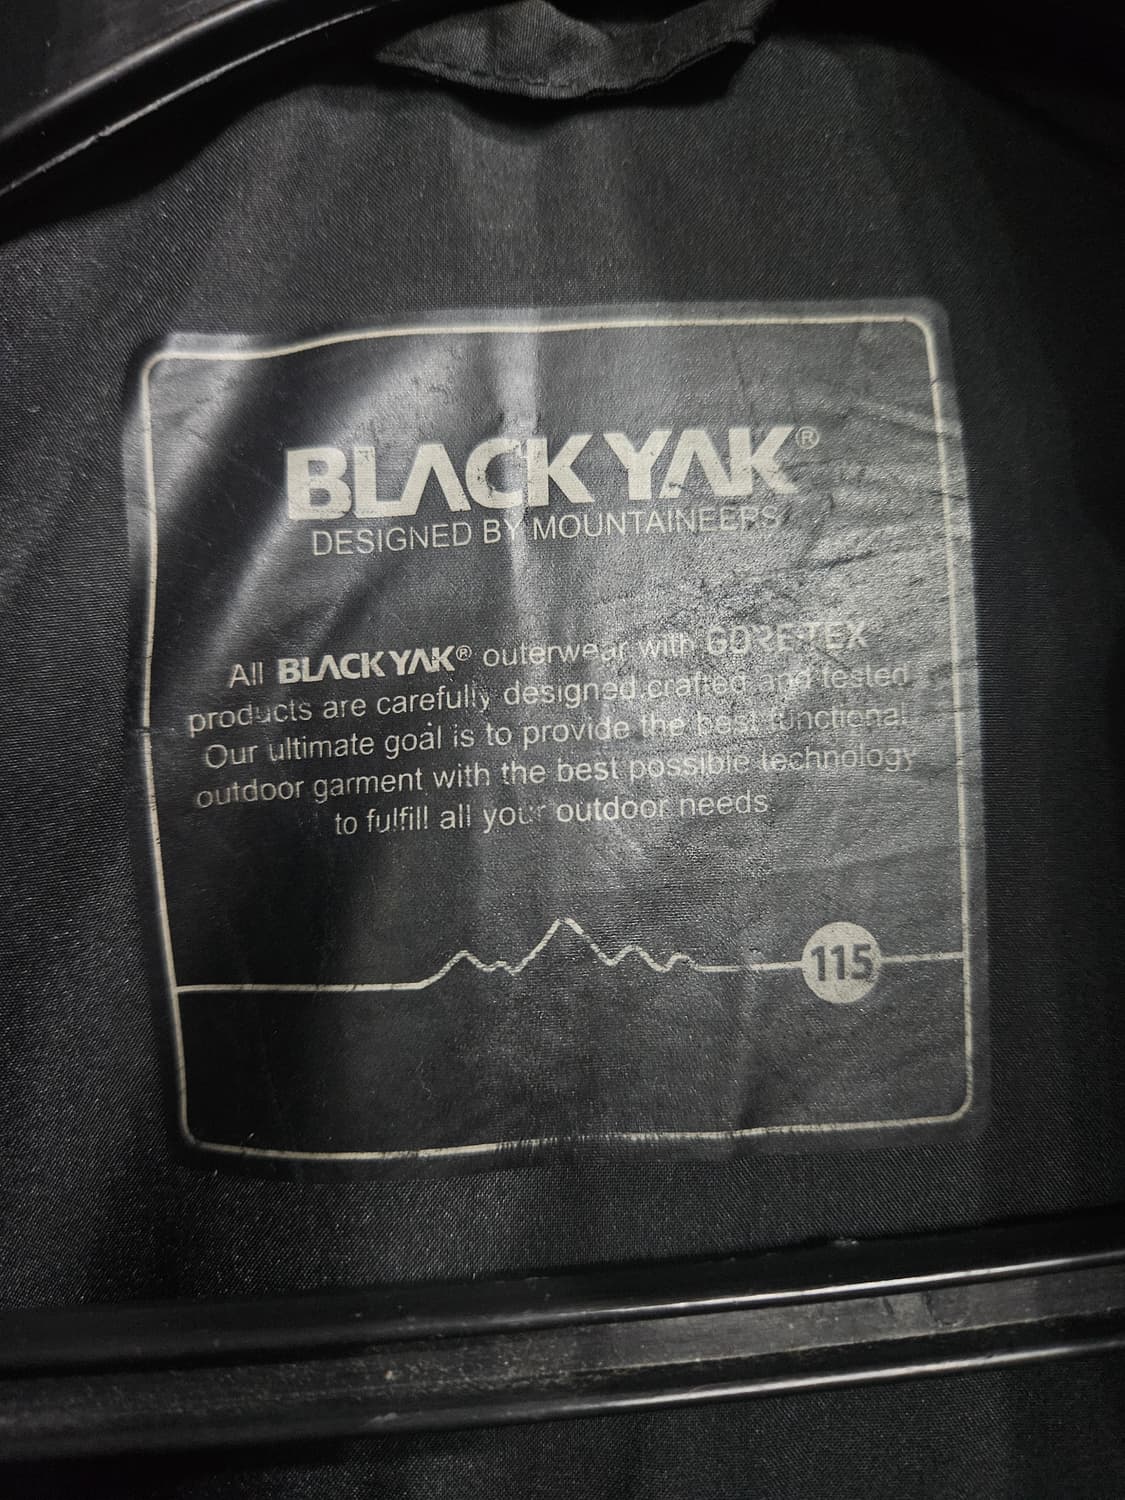 BLACKYAK®
DESIGNED BY MOUNTAINEERS
All BLACKYAK® outerwear with GORE-TEX
products are carefully designed,crafted and tested
Our ultimate goal is to provide the best functional
outdoor garment with the best possible technology
to fulfill all your outdoor needs.
115